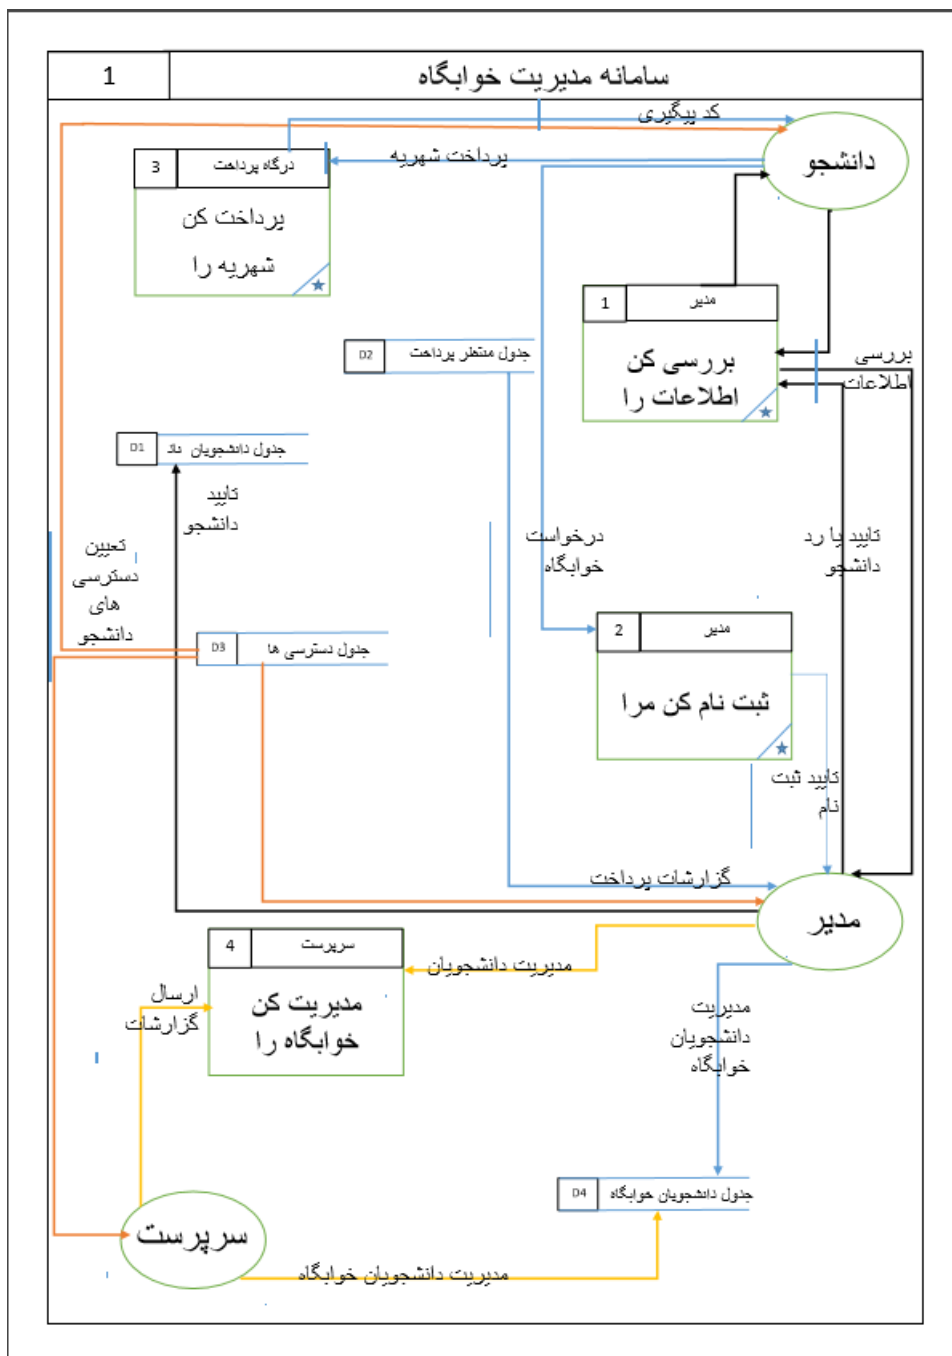 1
سامانه مدیریت خوابگاه
کد پیگیری
دانشجو
پرداخت شهریه
3
درگاه پرداخت
پرداخت کن
شهریه را
1
مدیر
بررسی کن
اطلاعات را
بررسی
اطلاعات
D2
جدول منتظر پرداخت
D1
جدول دانشجویان
تایید
دانشجو
درخواست
خوابگاه
تایید یا رد
دانشجو
تعیین
دسترسی
های
دانشجو
D3
جدول دسترسی ها
2
مدیر
ثبت نام کن مرا
تایید ثبت
نام
گزارشات پرداخت
مدیر
4
سرپرست
مدیریت کن
خوابگاه را
مدیریت دانشجویان
ارسال
گزارشات
مدیریت
دانشجویان
خوابگاه
D4
جدول دانشجویان خوابگاه
سرپرست
مدیریت دانشجویان خوابگاه